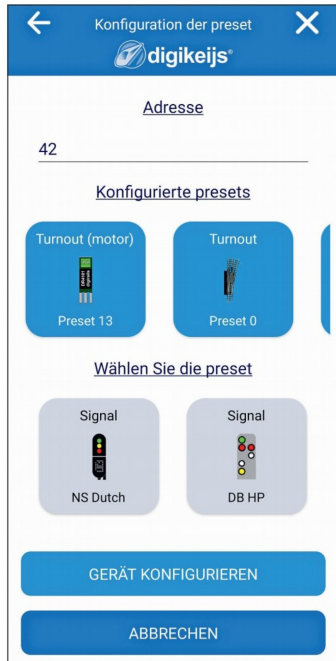 Konfiguration der preset
digikeijs®
Adresse
42
Konfigurierte presets
Turnout (motor)
Turnout
Preset 13
Preset 0
Wählen Sie die preset
Signal
Signal
NS Dutch
DB HP
GERÄT KONFIGURIEREN
ABBRECHEN